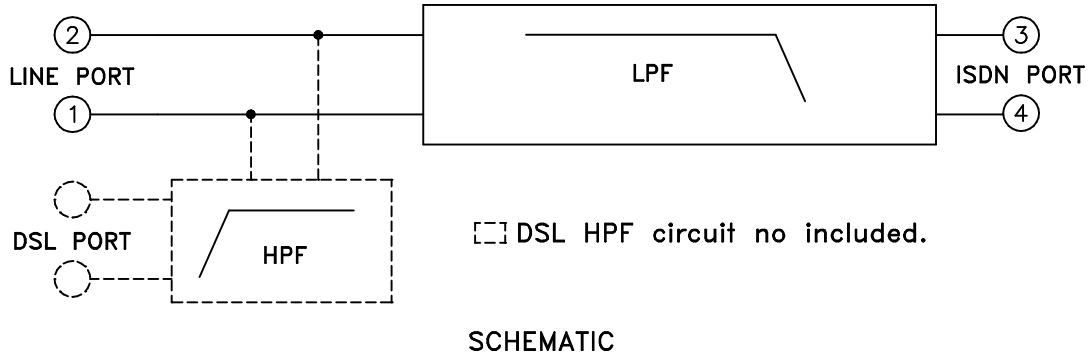 2
3
LINE PORT
LPF
ISDN PORT
1
4
DSL PORT
HPF
DSL HPF circuit no included.
SCHEMATIC